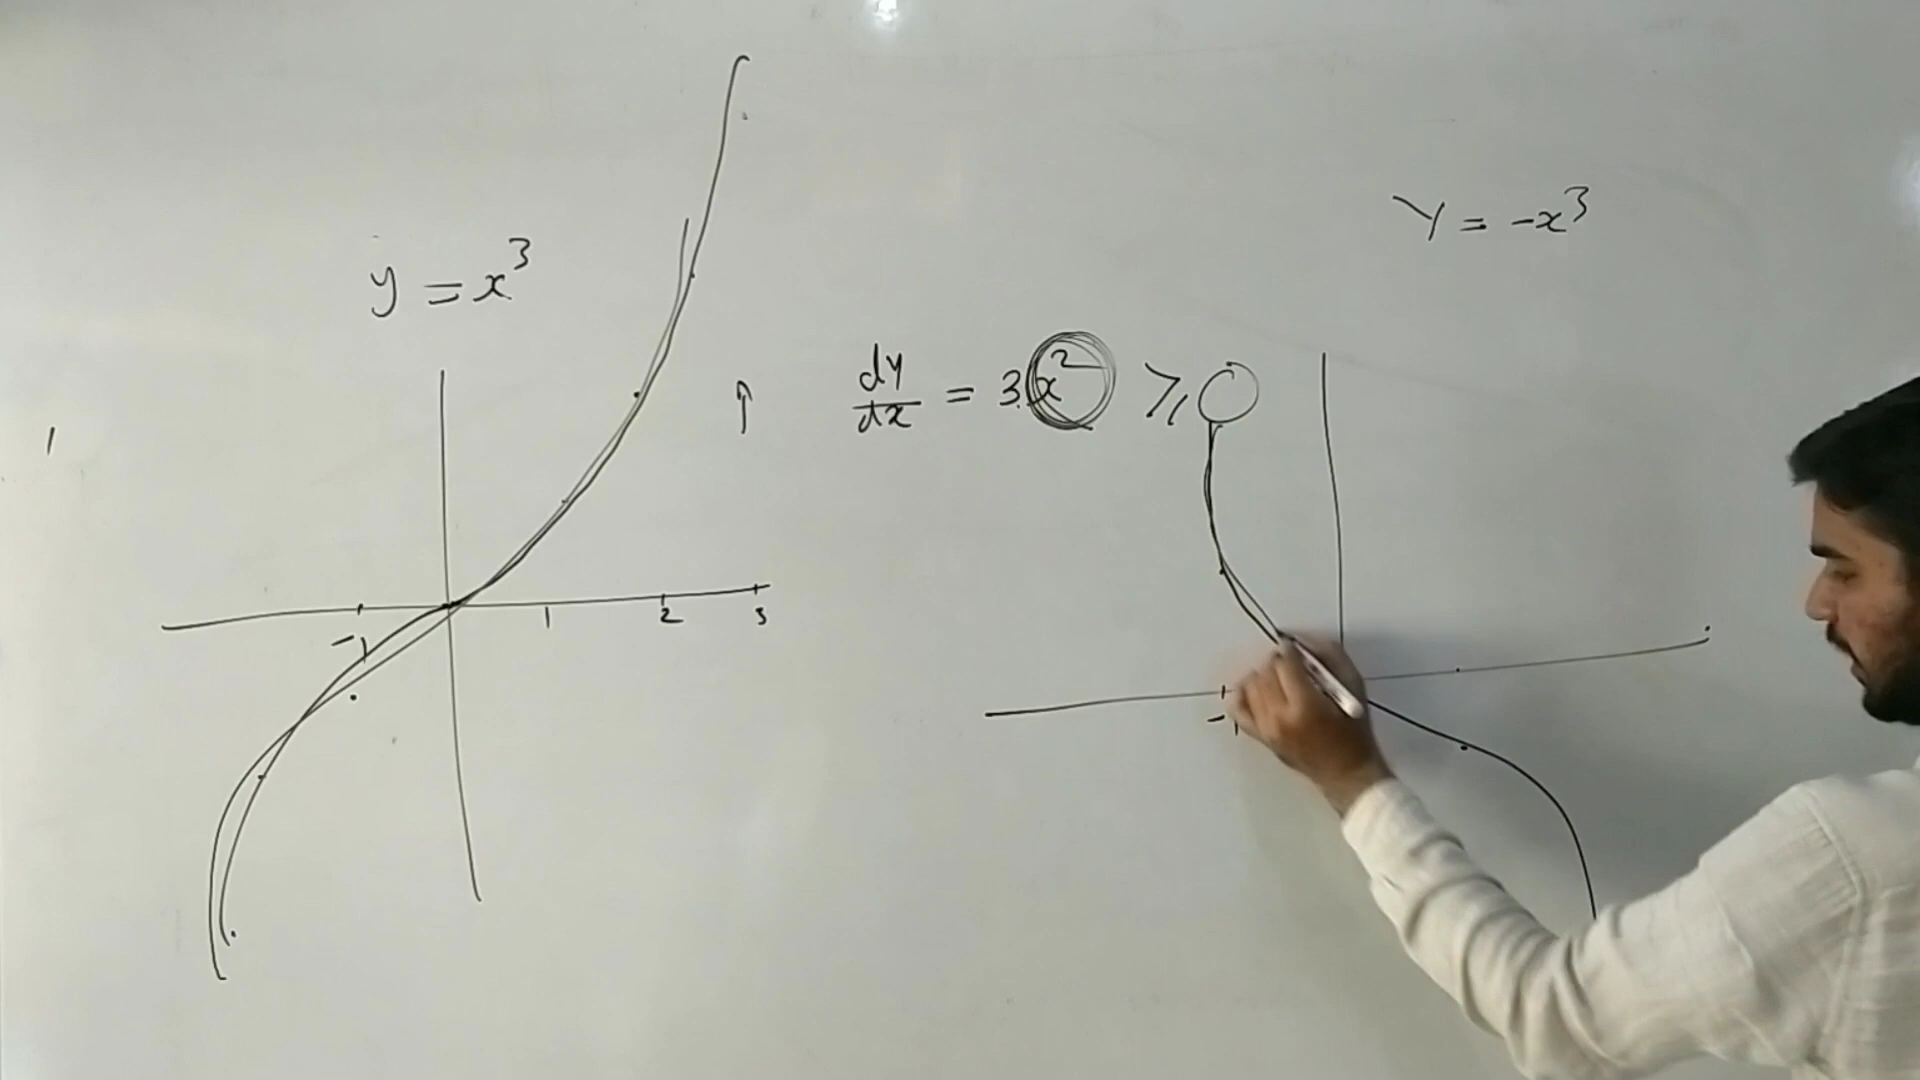 y = x³
-1 1 2 3
↑ dy/dx = 3x² ⩾ 0
Y = -x³
-1